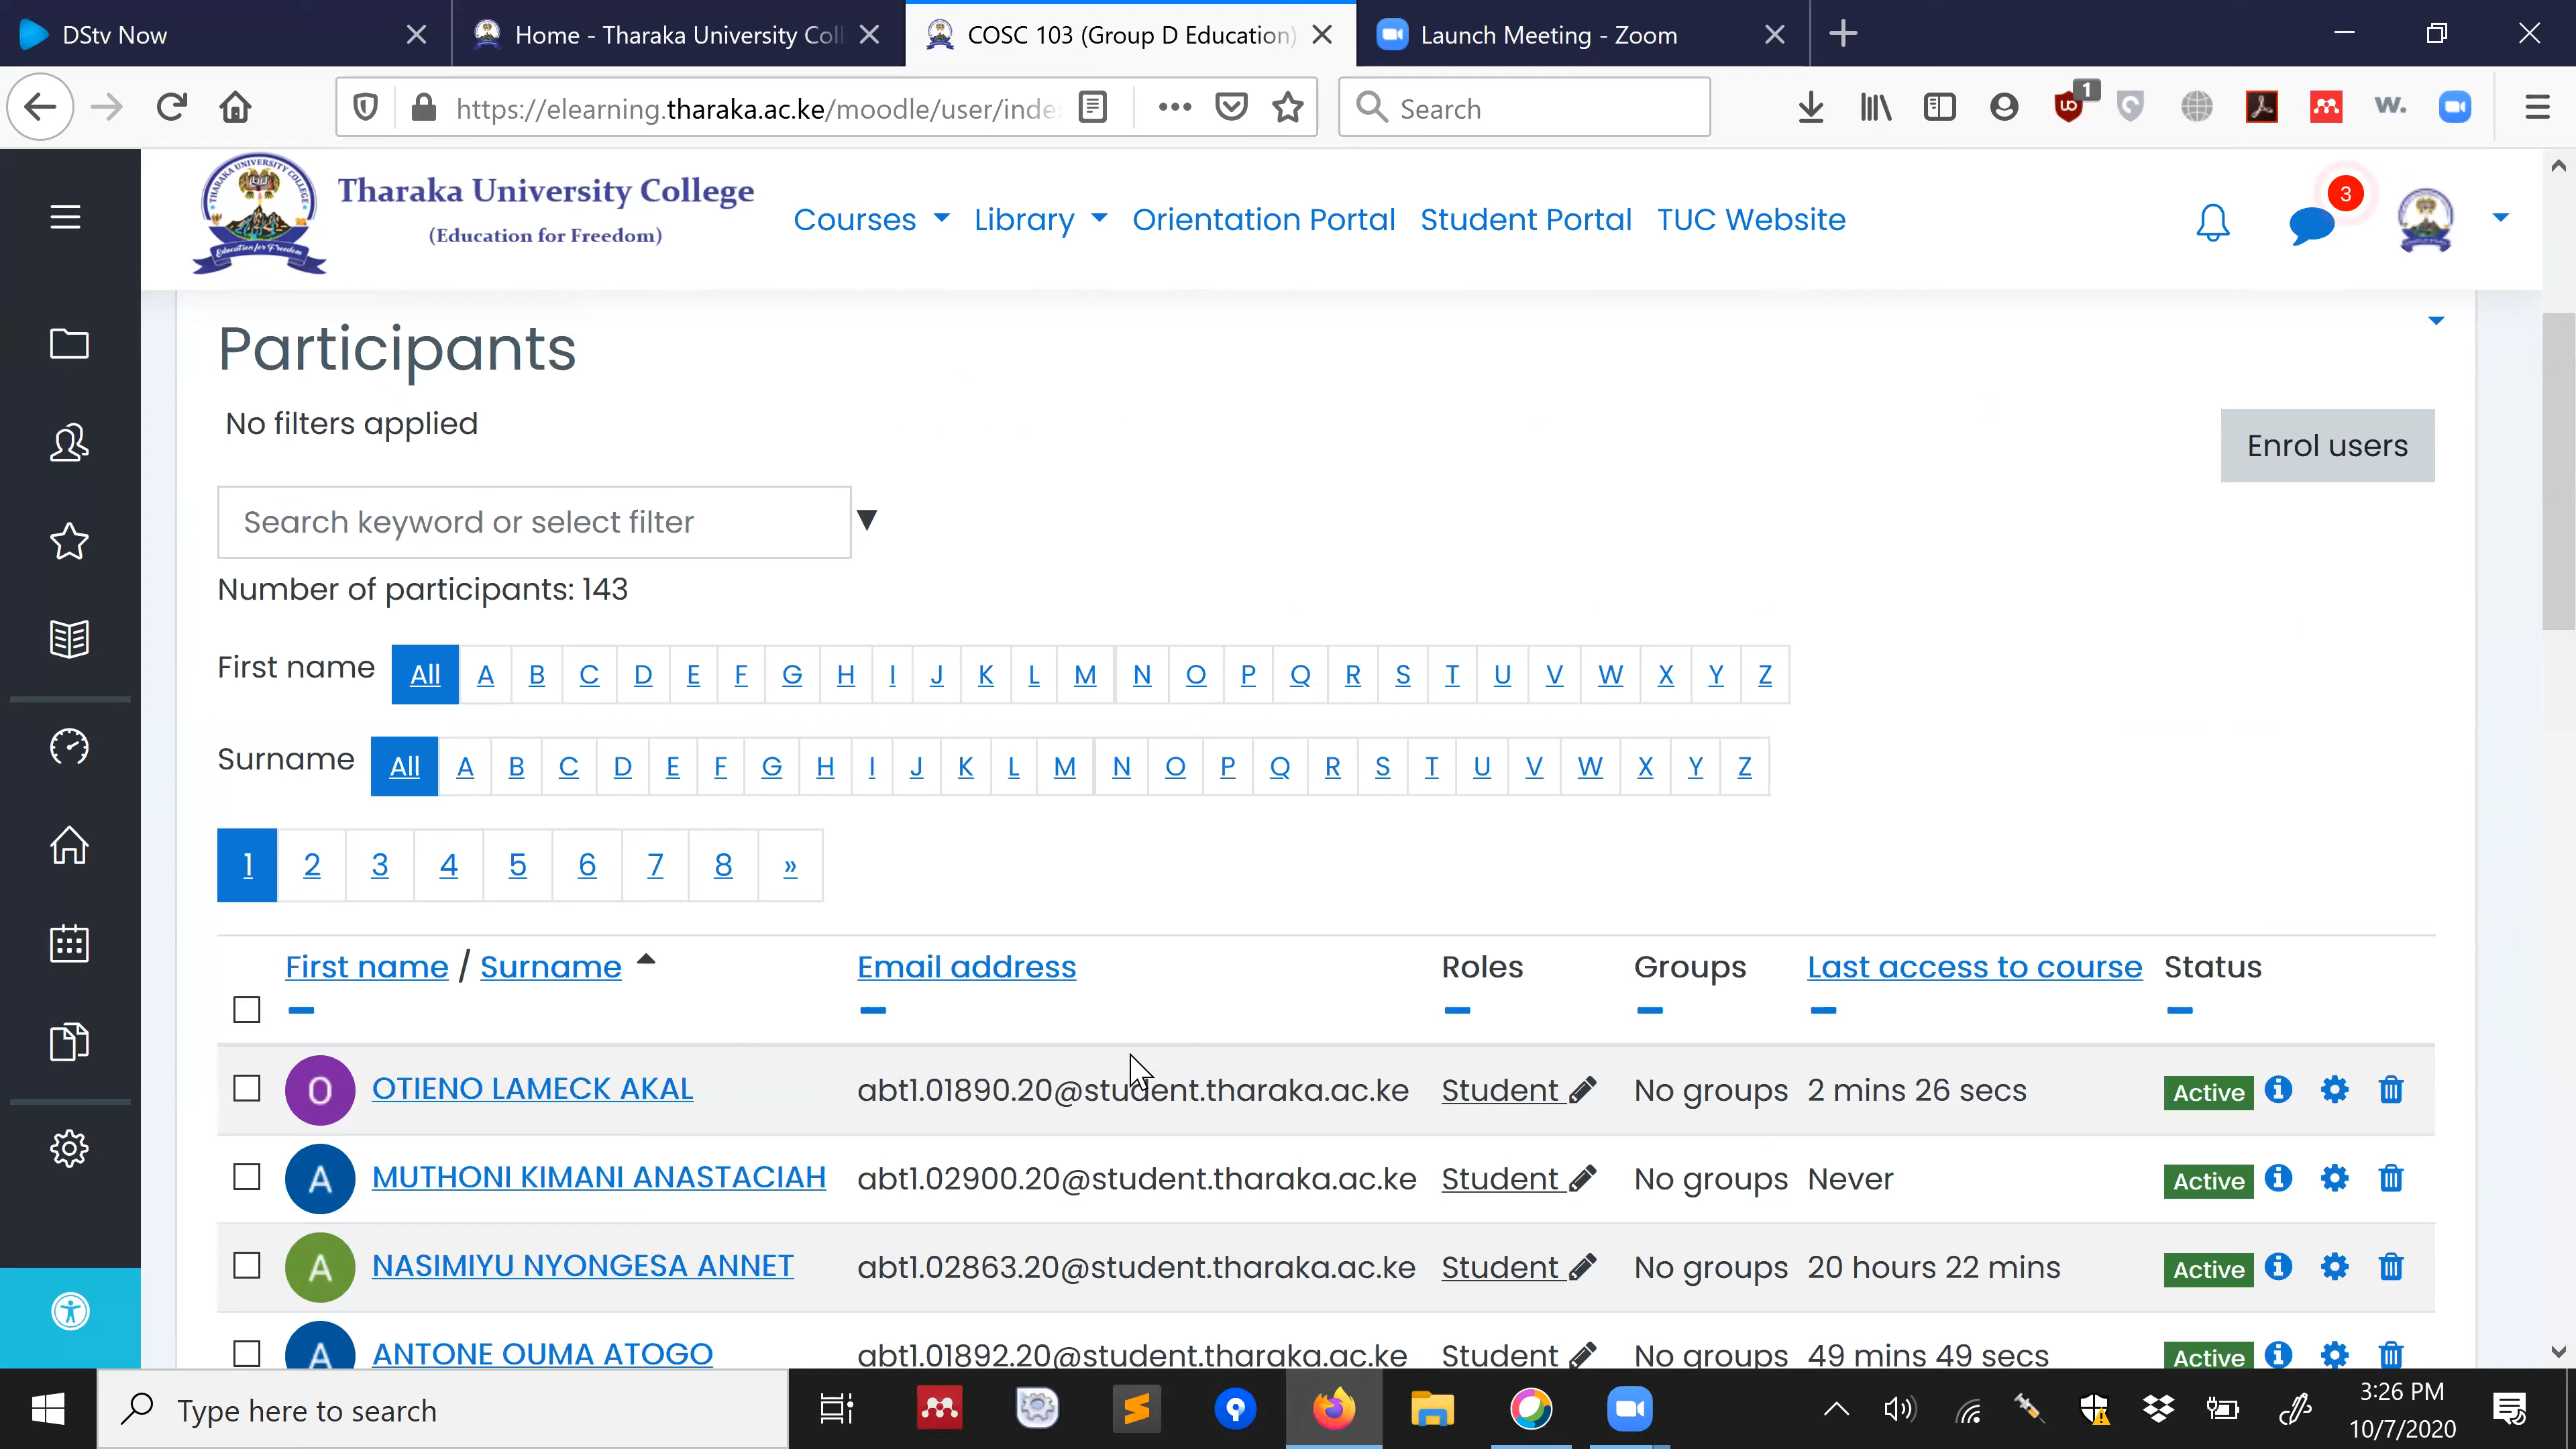 DStv Now
Home - Tharaka University Coll
COSC 103 (Group D Education)
Launch Meeting - Zoom
https://elearning.tharaka.ac.ke/moodle/user/inde
Search
1
Tharaka University College
(Education for Freedom)
Courses
Library
Orientation Portal
Student Portal
TUC Website
3
Participants
No filters applied
Enrol users
Search keyword or select filter
Number of participants: 143
First name All A B C D E F G H I J K L M N O P Q R S T U V W X Y Z
Surname All A B C D E F G H I J K L M N O P Q R S T U V W X Y Z
1 2 3 4 5 6 7 8 »
First name / Surname Email address Roles Groups Last access to course Status
O OTIENO LAMECK AKAL abt1.01890.20@student.tharaka.ac.ke Student No groups 2 mins 26 secs Active
A MUTHONI KIMANI ANASTACIAH abt1.02900.20@student.tharaka.ac.ke Student No groups Never Active
A NASIMIYU NYONGESA ANNET abt1.02863.20@student.tharaka.ac.ke Student No groups 20 hours 22 mins Active
A ANTONE OUMA ATOGO abt1.01892.20@student.tharaka.ac.ke Student No groups 49 mins 49 secs Active
Type here to search
3:26 PM
10/7/2020